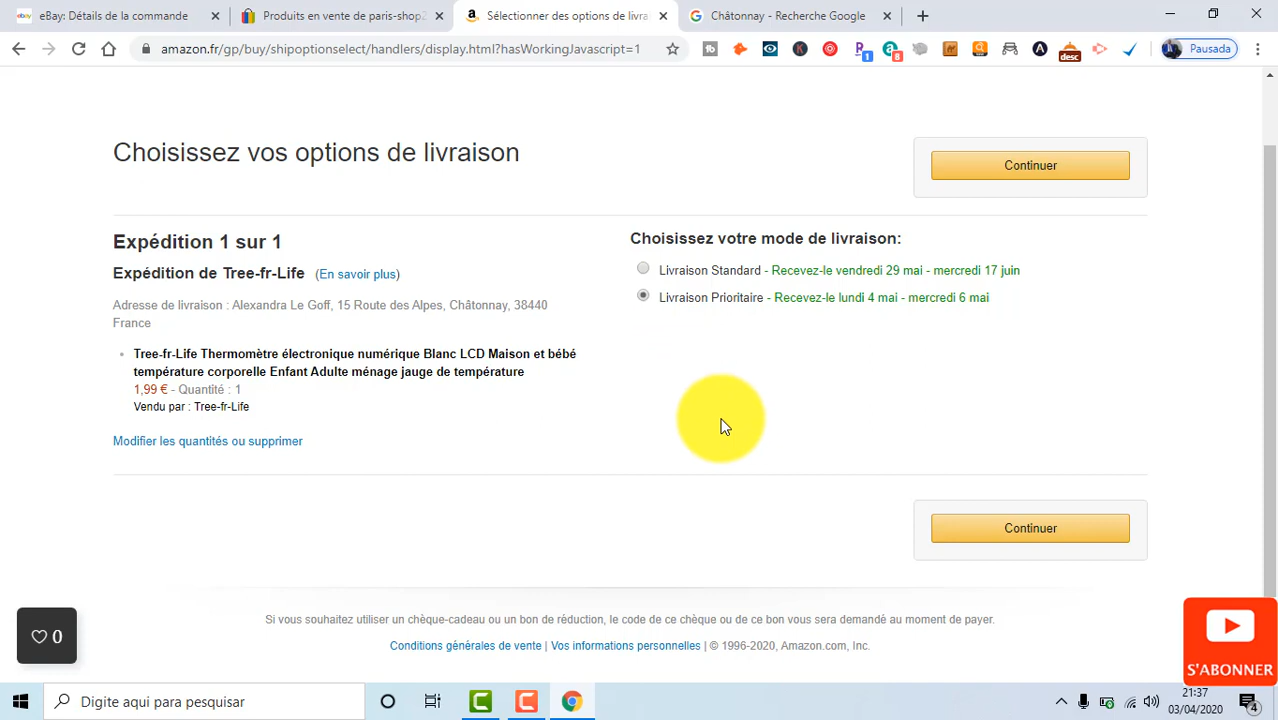 eBay: Détails de la commande
Produits en vente de paris-shop2
Sélectionner des options de livra
Châtonnay - Recherche Google
amazon.fr/gp/buy/shipoptionselect/handlers/display.html?hasWorkingJavascript=1
1
8
desc
Pausada
Choisissez vos options de livraison
Continuer
Expédition 1 sur 1
Expédition de Tree-fr-Life (En savoir plus)
Adresse de livraison : Alexandra Le Goff, 15 Route des Alpes, Châtonnay, 38440
France
Tree-fr-Life Thermomètre électronique numérique Blanc LCD Maison et bébé
température corporelle Enfant Adulte ménage jauge de température
1,99 € - Quantité : 1
Vendu par : Tree-fr-Life
Modifier les quantités ou supprimer
Choisissez votre mode de livraison:
Livraison Standard - Recevez-le vendredi 29 mai - mercredi 17 juin
Livraison Prioritaire - Recevez-le lundi 4 mai - mercredi 6 mai
Continuer
Si vous souhaitez utiliser un chèque-cadeau ou un bon de réduction, le code de ce chèque ou de ce bon vous sera demandé au moment de payer.
Conditions générales de vente | Vos informations personnelles | © 1996-2020, Amazon.com, Inc.
0
S'ABONNER
Digite aqui para pesquisar
21:37
03/04/2020
4